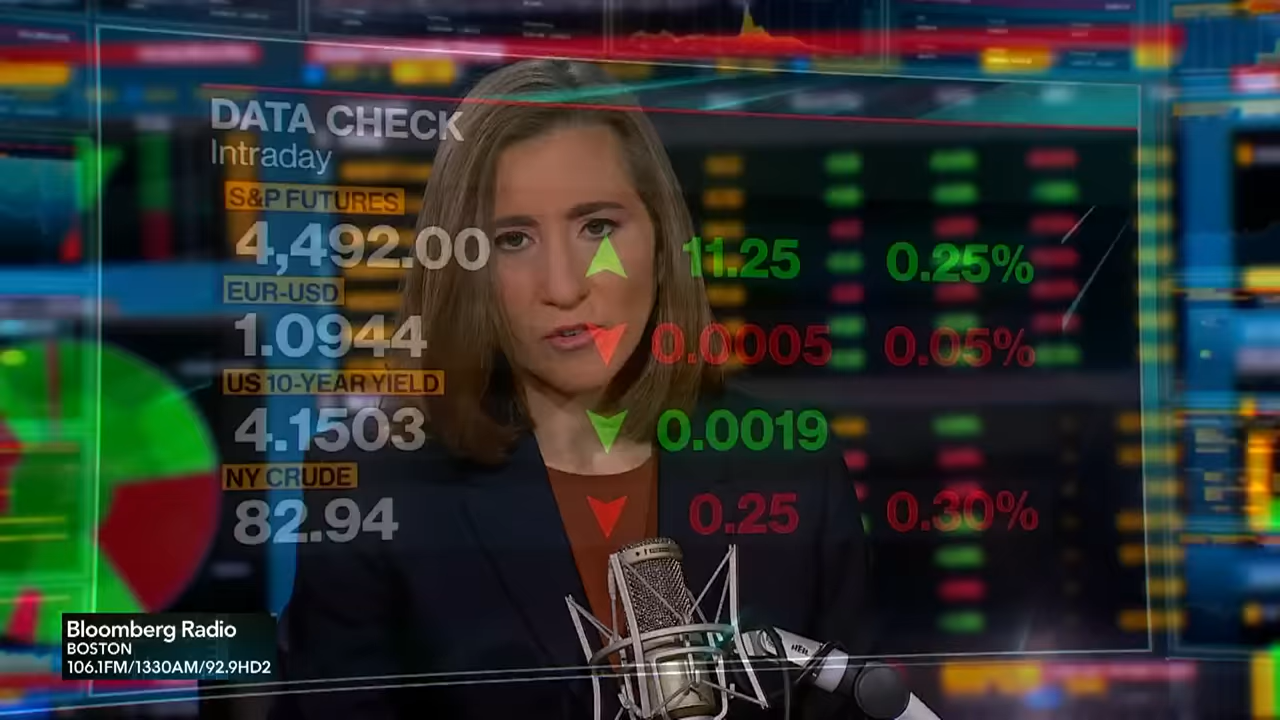 DATA CHECK
Intraday
S&P FUTURES
4,492.00 11.25 0.25%
EUR-USD
1.0944 0.0005 0.05%
US 10-YEAR YIELD
4.1503 0.0019
NY CRUDE
82.94 0.25 0.30%
Bloomberg Radio
BOSTON
106.1FM/1330AM/92.9HD2